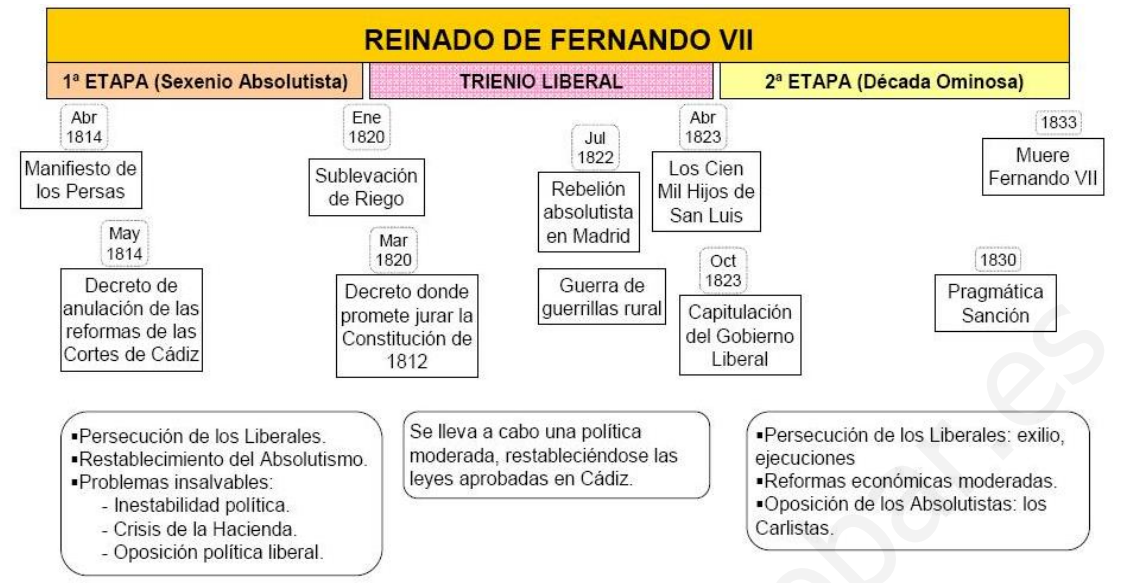 REINADO DE FERNANDO VII
1ª ETAPA (Sexenio Absolutista)
TRIENIO LIBERAL
2ª ETAPA (Década Ominosa)
Abr
1814
Manifiesto de
los Persas
May
1814
Decreto de
anulación de las
reformas de las
Cortes de Cádiz
Ene
1820
Sublevación
de Riego
Mar
1820
Decreto donde
promete jurar la
Constitución de
1812
Jul
1822
Rebelión
absolutista
en Madrid
Guerra de
guerrillas rural
Abr
1823
Los Cien
Mil Hijos de
San Luis
Oct
1823
Capitulación
del Gobierno
Liberal
1833
Muere
Fernando VII
1830
Pragmática
Sanción
▪Persecución de los Liberales.
▪Restablecimiento del Absolutismo.
▪Problemas insalvables:
- Inestabilidad política.
- Crisis de la Hacienda.
- Oposición política liberal.
Se lleva a cabo una política
moderada, restableciéndose las
leyes aprobadas en Cádiz.
▪Persecución de los Liberales: exilio,
ejecuciones
▪Reformas económicas moderadas.
▪Oposición de los Absolutistas: los
Carlistas.